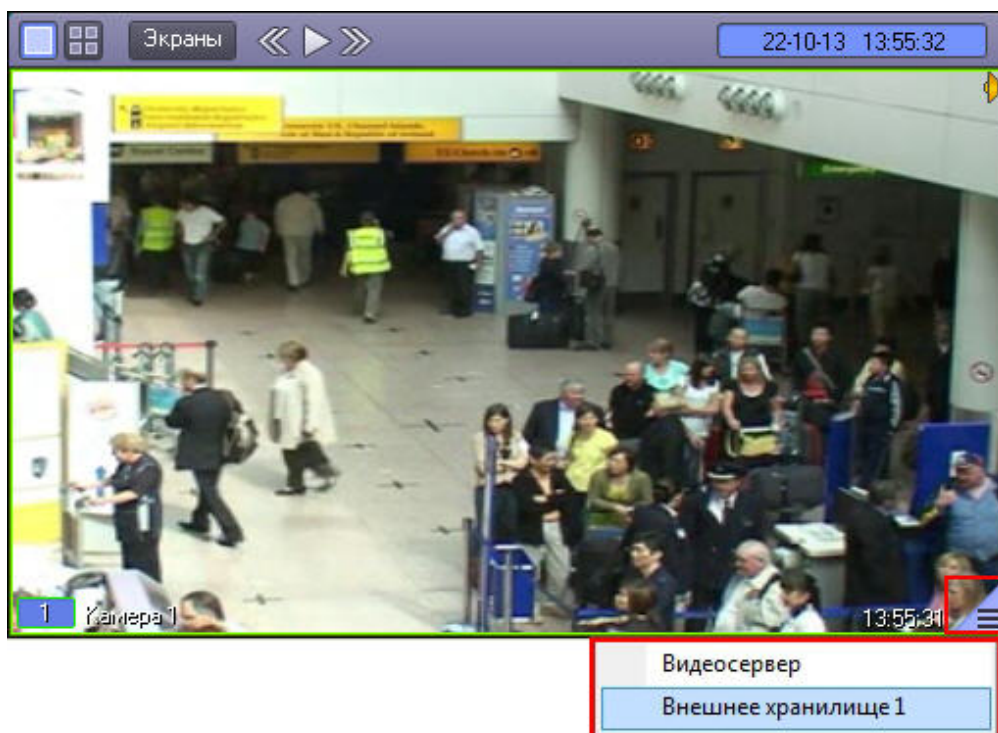 Экраны
22-10-13 13:55:32
1 Камера 1
13:55:31
Видеосервер
Внешнее хранилище 1